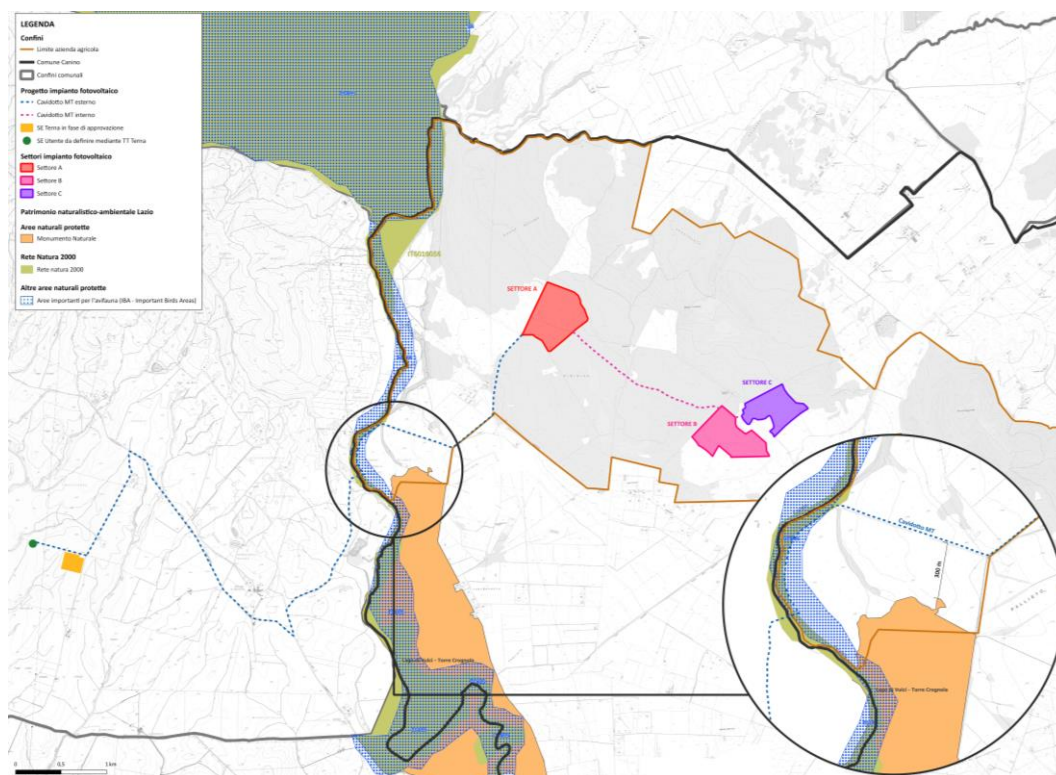 LEGENDA
Confini
Limite azienda agricola
Comune Canino
Confini comunali
Progetto impianto fotovoltaico
Cavidotto MT esterno
Cavidotto MT interno
SE Terna in fase di approvazione
SE Utente da definire mediante TT Terna
Settori impianto fotovoltaico
Settore A
Settore B
Settore C
Patrimonio naturalistico-ambientale Lazio
Aree naturali protette
Monumento Naturale
Rete Natura 2000
Rete natura 2000
Altre aree naturali protette
Aree importanti per l'avifauna (IBA - Important Birds Areas)
SETTORE A
SETTORE C
SETTORE B
Cavidotto MT
300 m
0 0,5 1 km